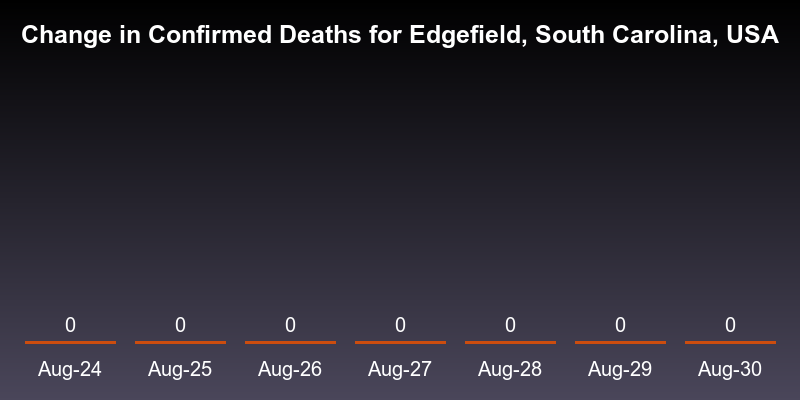 Change in Confirmed Deaths for Edgefield, South Carolina, USA
0 0 0 0 0 0 0
Aug-24 Aug-25 Aug-26 Aug-27 Aug-28 Aug-29 Aug-30